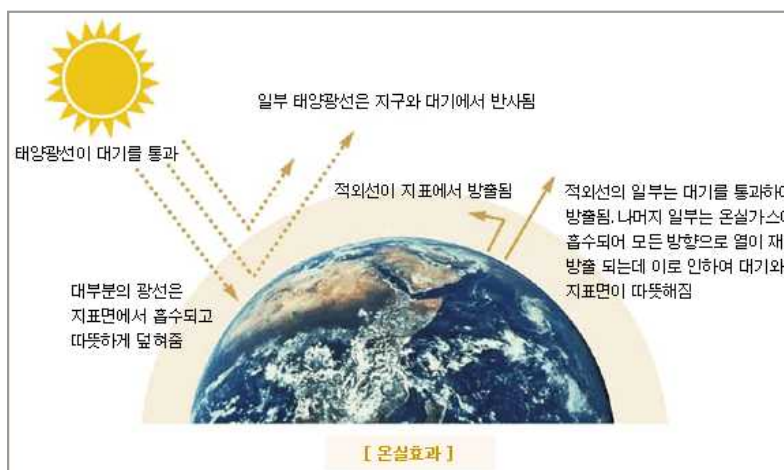 일부 태양광선은 지구와 대기에서 반사됨
태양광선이 대기를 통과
적외선이 지표에서 방출됨
적외선의 일부는 대기를 통과하
방출됨. 나머지 일부는 온실가스
흡수되어 모든 방향으로 열이 재
방출 되는데 이로 인하여 대기와
지표면이 따뜻해짐
대부분의 광선은
지표면에서 흡수되고
따뜻하게 덮혀줌
[ 온실효과 ]